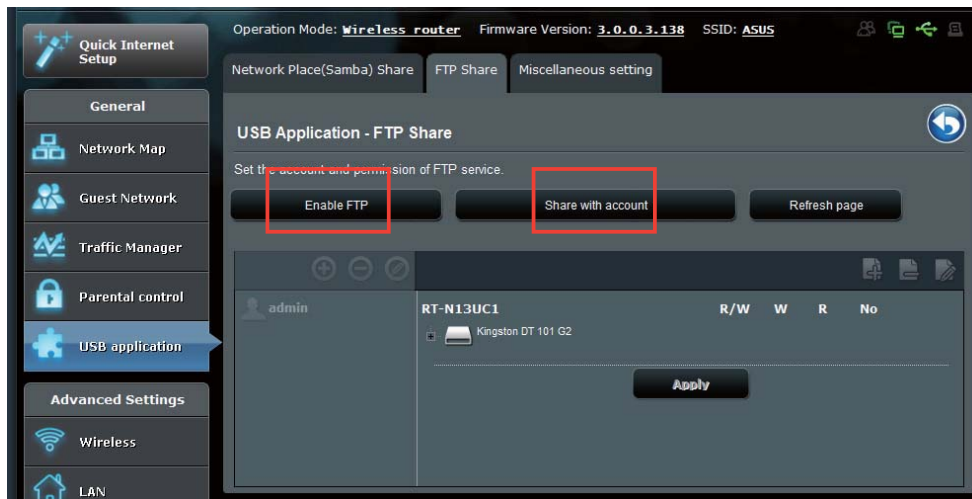 Operation Mode: Wireless router Firmware Version: 3.0.0.3.138 SSID: ASUS
Quick Internet
Setup
Network Place(Samba) Share FTP Share Miscellaneous setting
General
Network Map
Guest Network
Traffic Manager
Parental control
USB application
Advanced Settings
Wireless
LAN
USB Application - FTP Share
Set the account and permission of FTP service.
Enable FTP Share with account Refresh page
admin
RT-N13UC1 R/W W R No
Kingston DT 101 G2
Apply